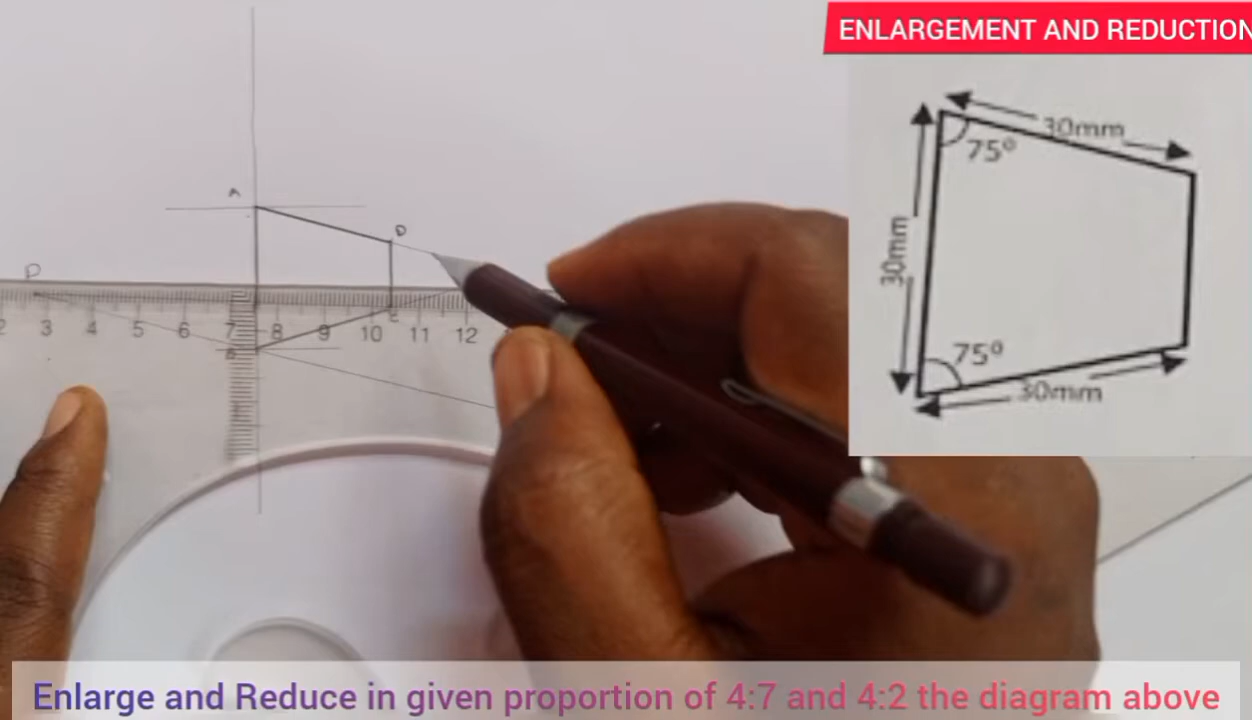 ENLARGEMENT AND REDUCTION
30mm
75°
30mm
75°
30mm
A
D
P
C
B
3 4 5 6 7 8 9 10 11 12
Enlarge and Reduce in given proportion of 4:7 and 4:2 the diagram above